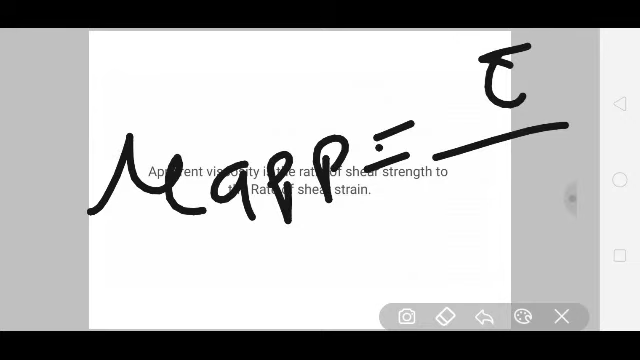 μapp = τ
Apparent viscosity is the ratio of shear strength to
the Rate of shear strain.